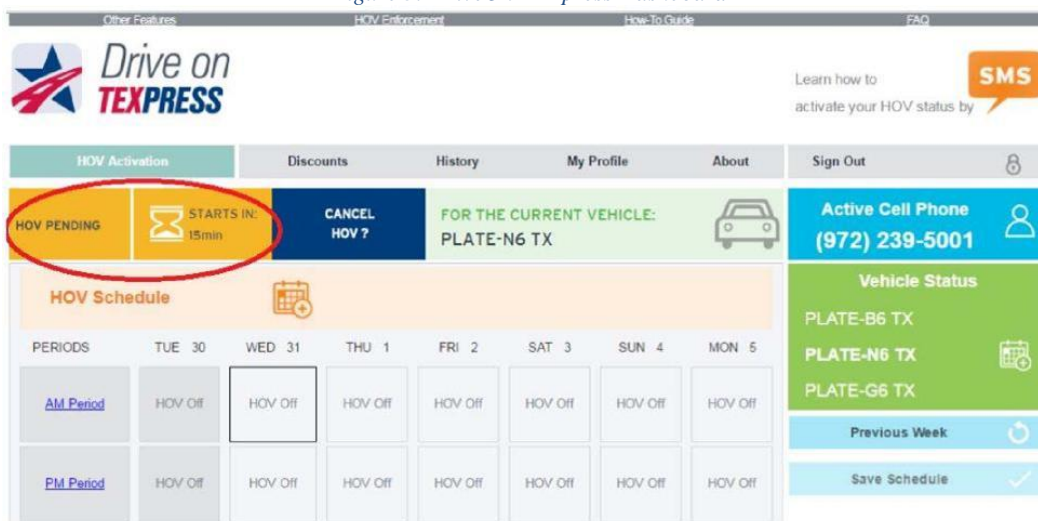 Other Features HOV Enforcement How-To Guide FAQ
Drive on
TEXPRESS
Learn how to
activate your HOV status by
SMS
HOV Activation Discounts History My Profile About Sign Out
HOV PENDING
STARTS IN:
15min
CANCEL
HOV ?
FOR THE CURRENT VEHICLE:
PLATE-N6 TX
Active Cell Phone
(972) 239-5001
HOV Schedule
Vehicle Status
PLATE-B6 TX
PLATE-N6 TX
PLATE-G6 TX
PERIODS TUE 30 WED 31 THU 1 FRI 2 SAT 3 SUN 4 MON 5
AM Period HOV Off HOV Off HOV Off HOV Off HOV Off HOV Off HOV Off
Previous Week
PM Period HOV Off HOV Off HOV Off HOV Off HOV Off HOV Off HOV Off
Save Schedule